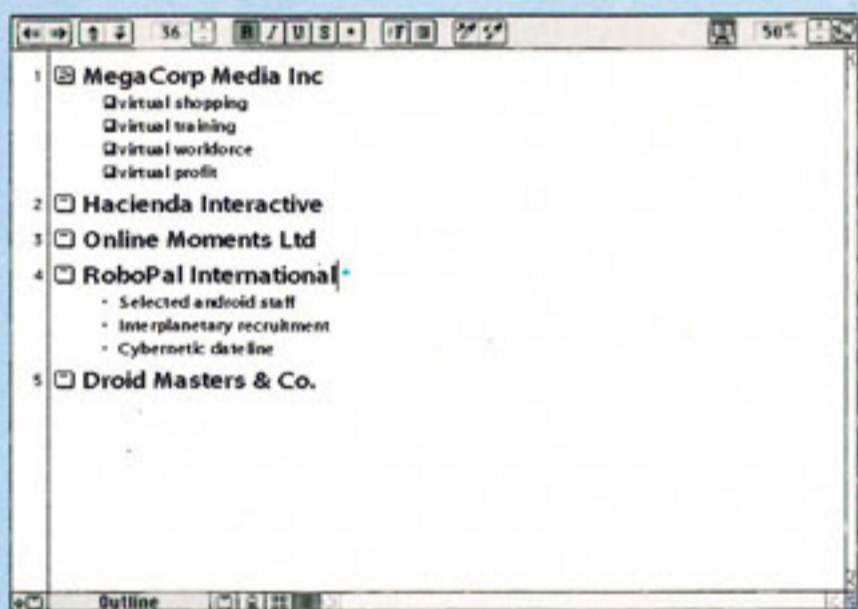 36 B I U S 50%
1 MegaCorp Media Inc
virtual shopping
virtual training
virtual workforce
virtual profit
2 Hacienda Interactive
3 Online Moments Ltd
4 RoboPal International
• Selected android staff
• Interplanetary recruitment
• Cybernetic dateline
5 Droid Masters & Co.
Outline